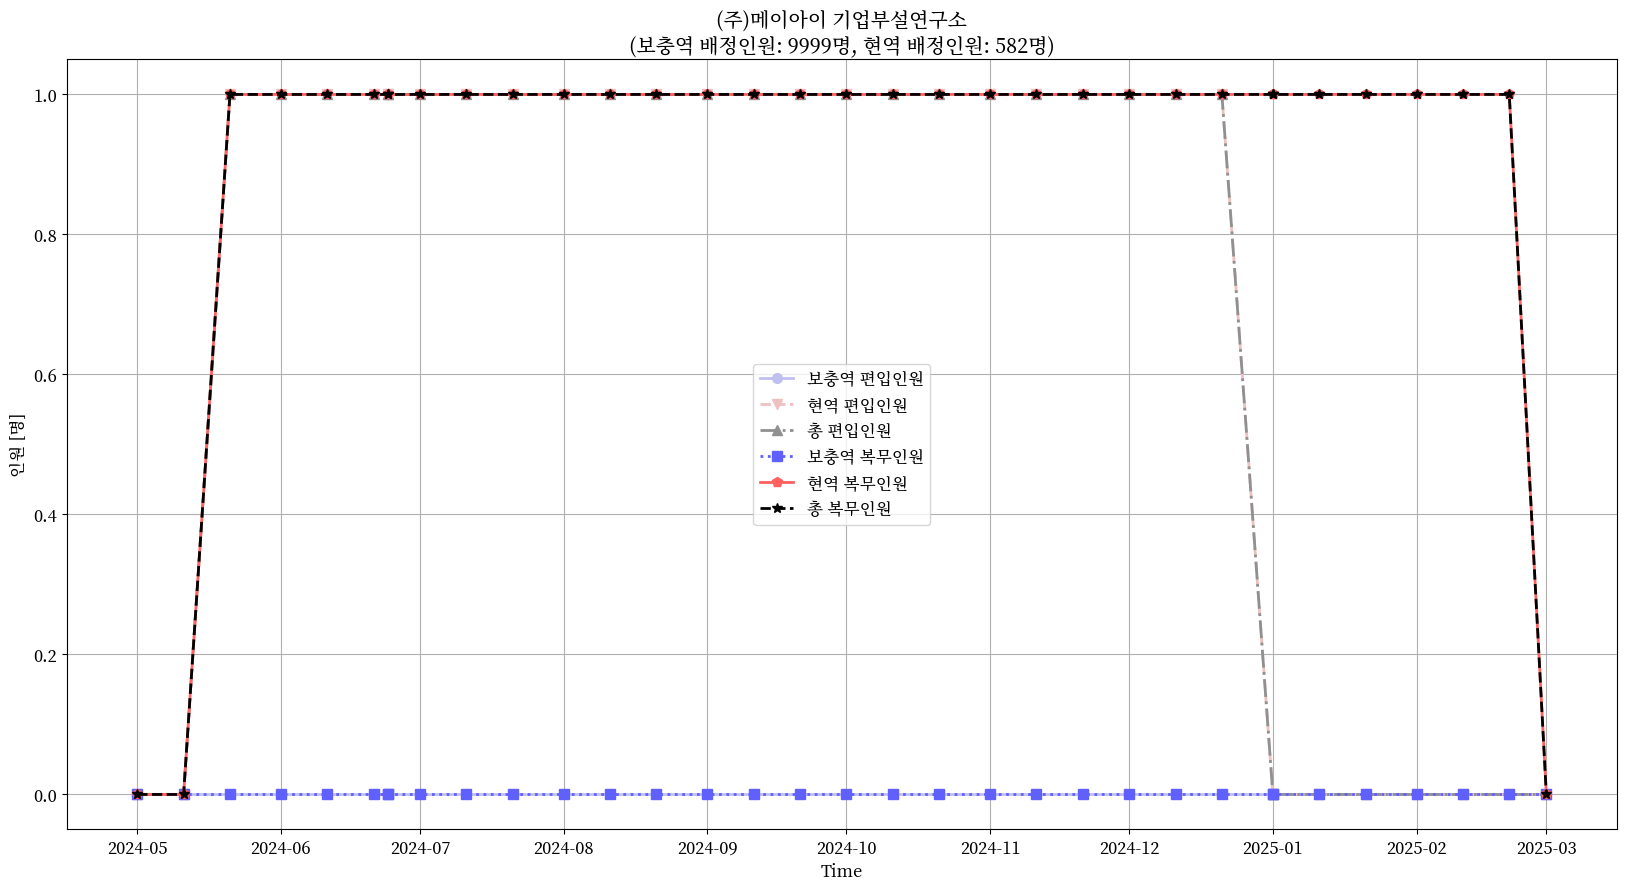 (주)메이아이 기업부설연구소
(보충역 배정인원: 9999명, 현역 배정인원: 582명)
인원 [명]
1.0
0.8
0.6
0.4
0.2
0.0
보충역 편입인원
현역 편입인원
총 편입인원
보충역 복무인원
현역 복무인원
총 복무인원
2024-05 2024-06 2024-07 2024-08 2024-09 2024-10 2024-11 2024-12 2025-01 2025-02 2025-03
Time